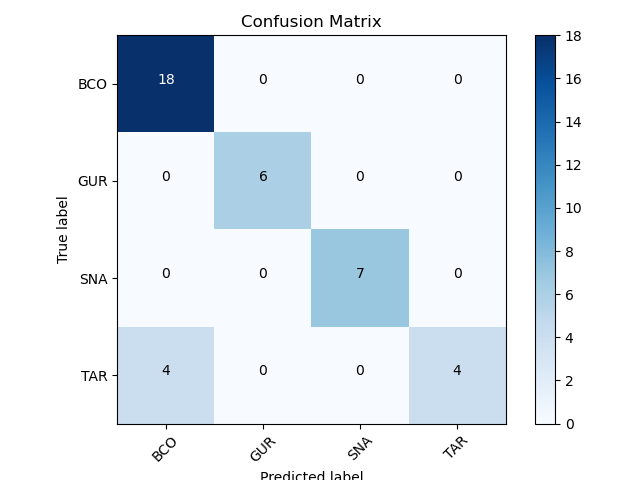 Confusion Matrix
True label
BCO 18 0 0 0
GUR 0 6 0 0
SNA 0 0 7 0
TAR 4 0 0 4
BCO GUR SNA TAR
Predicted label
18
16
14
12
10
8
6
4
2
0